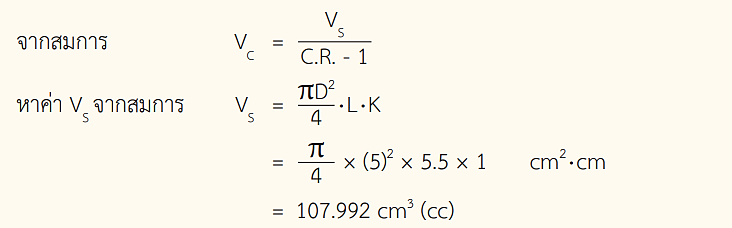 จากสมการ V_c = V_s / (C.R. - 1)
หาค่า V_s จากสมการ V_s = πD²/4 · L · K
= π/4 × (5)² × 5.5 × 1 cm²·cm
= 107.992 cm³ (cc)